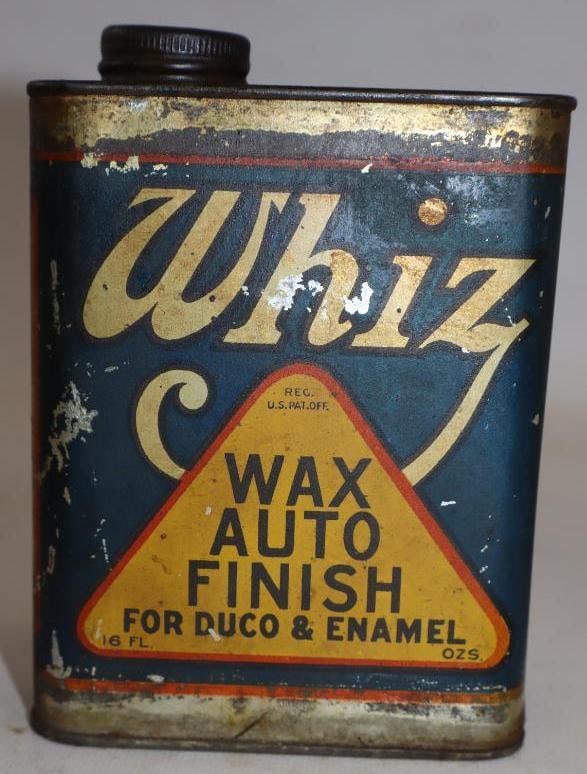 Whiz
REG.
U.S. PAT. OFF.
WAX
AUTO
FINISH
FOR DUCO & ENAMEL
16 FL. OZS.